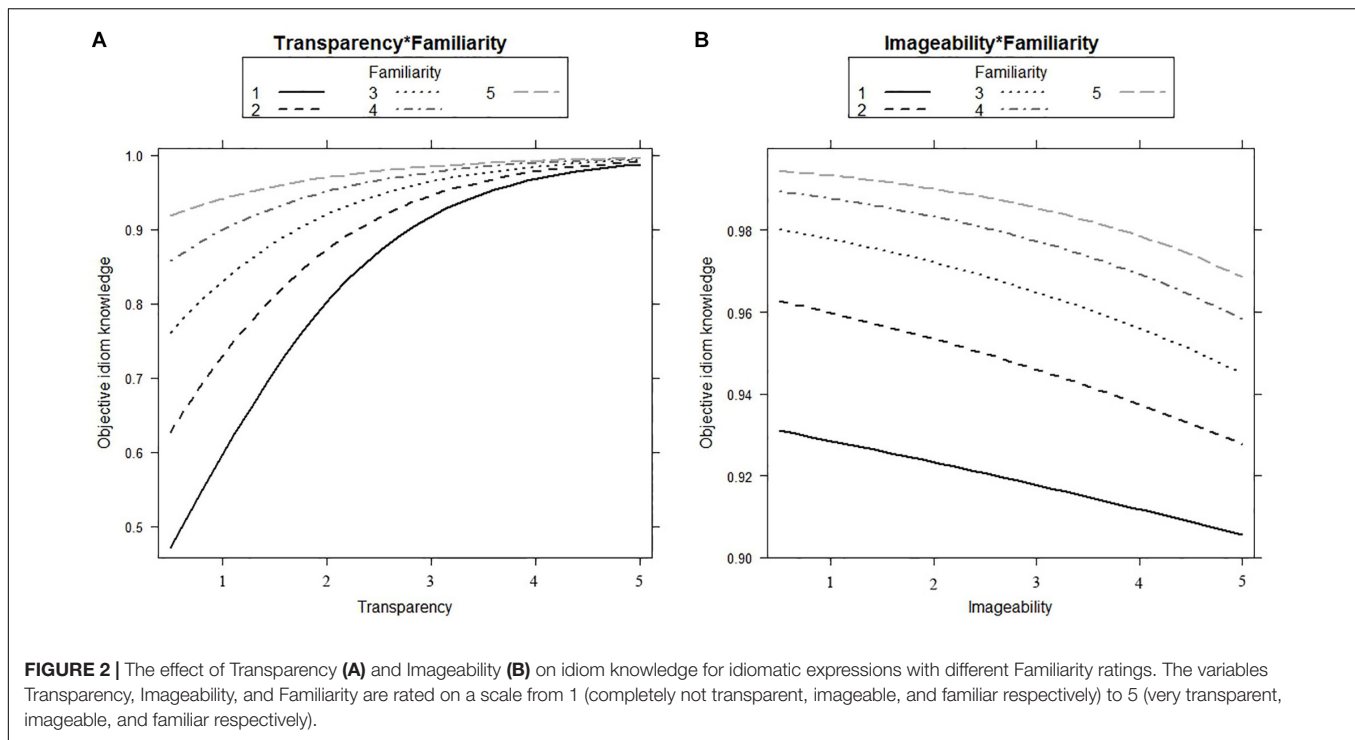 A
Transparency*Familiarity
Familiarity
1 3 5
2 4
Objective idiom knowledge
1.0
0.9
0.8
0.7
0.6
0.5
1 2 3 4 5
Transparency
B
Imageability*Familiarity
Familiarity
1 3 5
2 4
Objective idiom knowledge
0.98
0.96
0.94
0.92
0.90
1 2 3 4 5
Imageability
FIGURE 2 | The effect of Transparency (A) and Imageability (B) on idiom knowledge for idiomatic expressions with different Familiarity ratings. The variables
Transparency, Imageability, and Familiarity are rated on a scale from 1 (completely not transparent, imageable, and familiar respectively) to 5 (very transparent,
imageable, and familiar respectively).